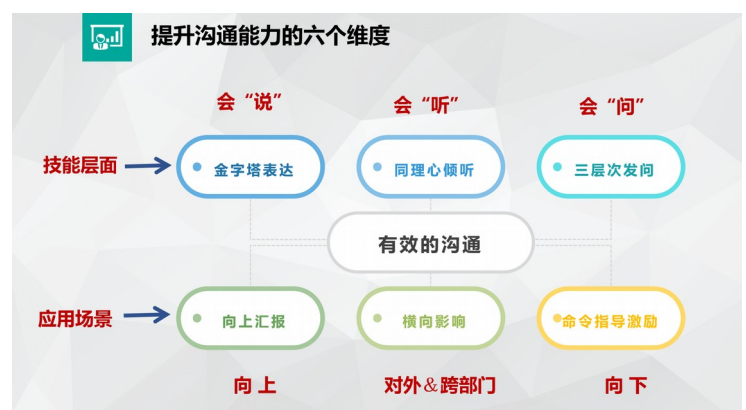 提升沟通能力的六个维度
会“说” 会“听” 会“问”
技能层面 金字塔表达 同理心倾听 三层次发问
有效的沟通
应用场景 向上汇报 横向影响 命令指导激励
向上 对外&跨部门 向下